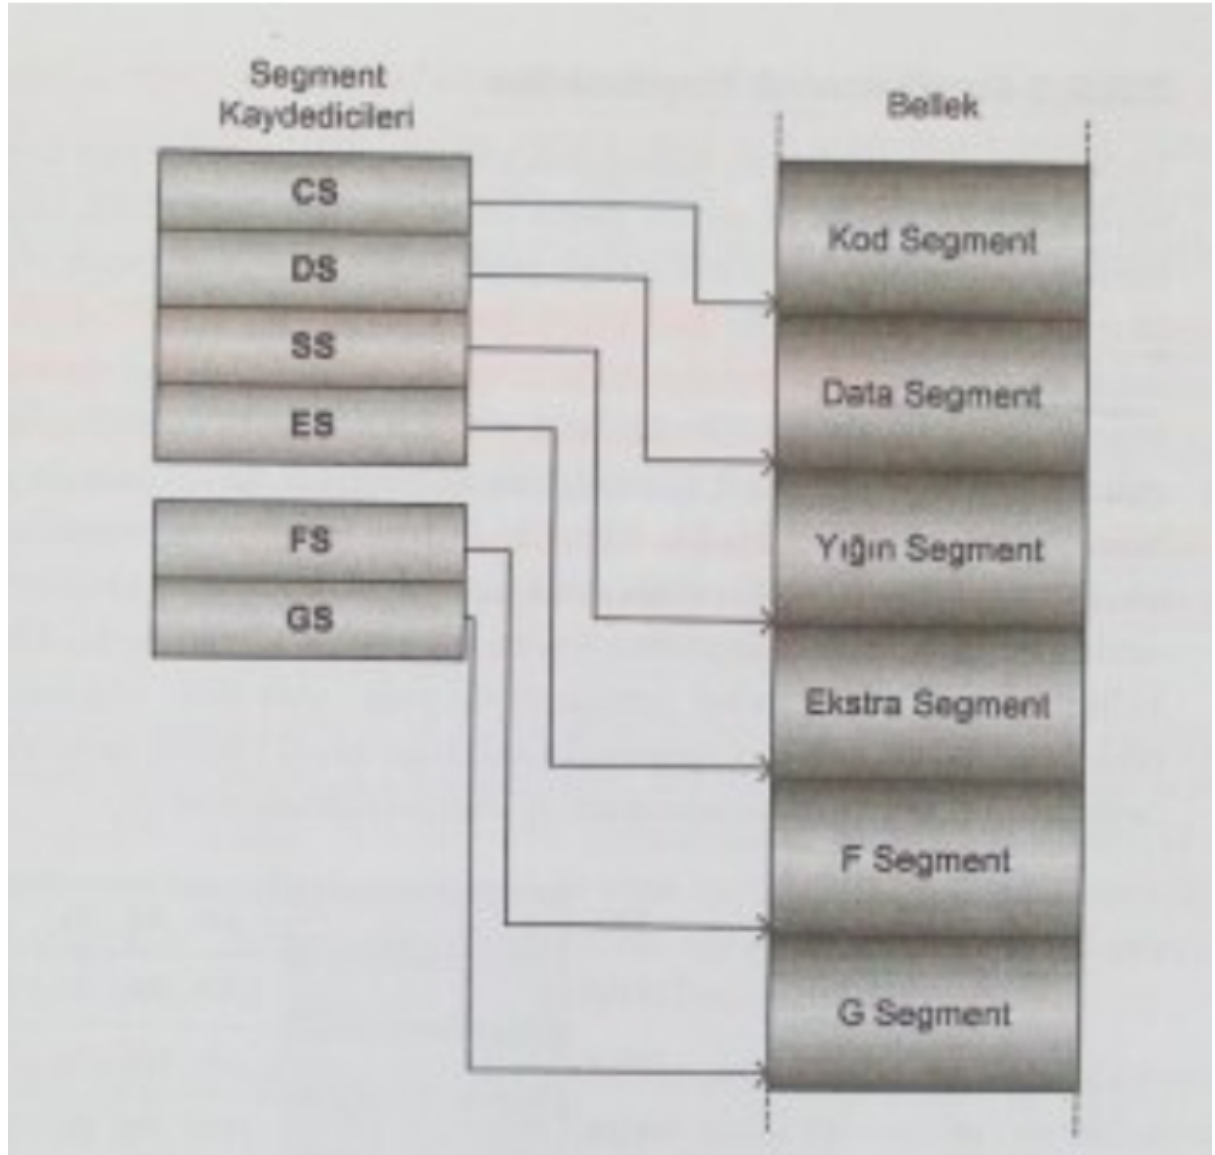 Segment
Kaydedicileri
CS
DS
SS
ES
FS
GS
Bellek
Kod Segment
Data Segment
Yığın Segment
Ekstra Segment
F Segment
G Segment